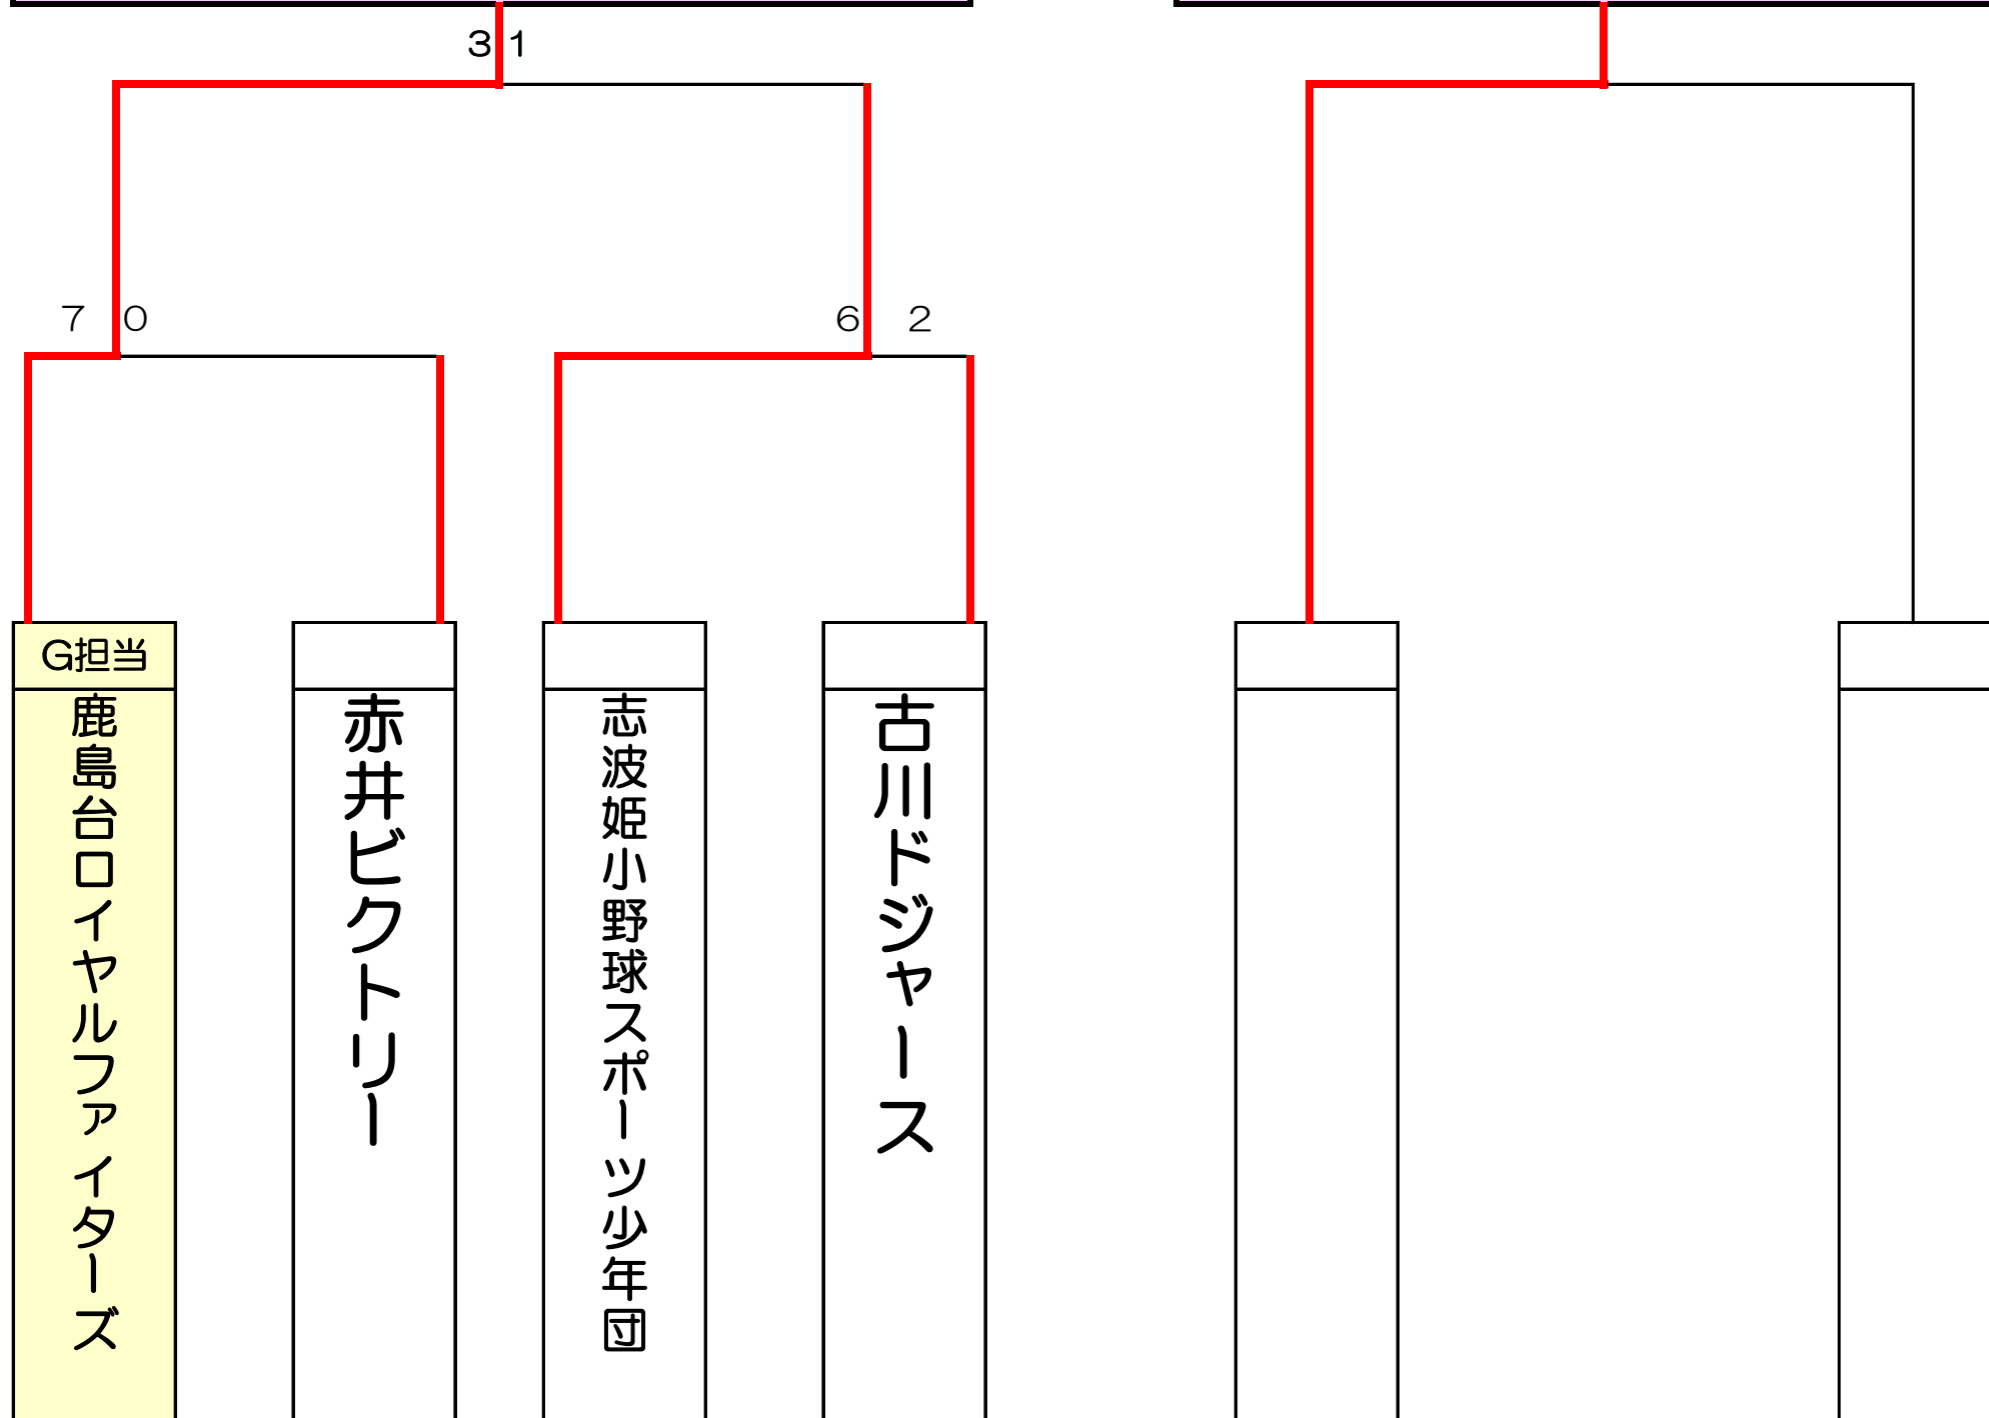 3 1
7 0
6 2
G担当
鹿島台ロイヤルファイターズ
赤井ビクトリー
志波姫小野球スポーツ少年団
古川ドジャース